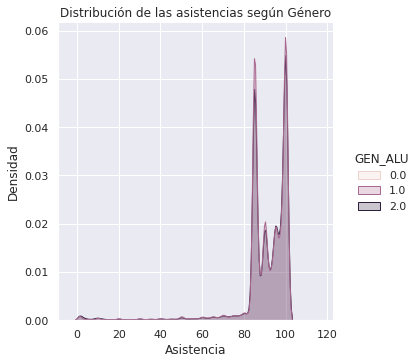 Distribución de las asistencias según Género
0.06
0.05
0.04
0.03
0.02
0.01
0.00
Densidad
0 20 40 60 80 100 120
Asistencia
GEN_ALU
0.0
1.0
2.0